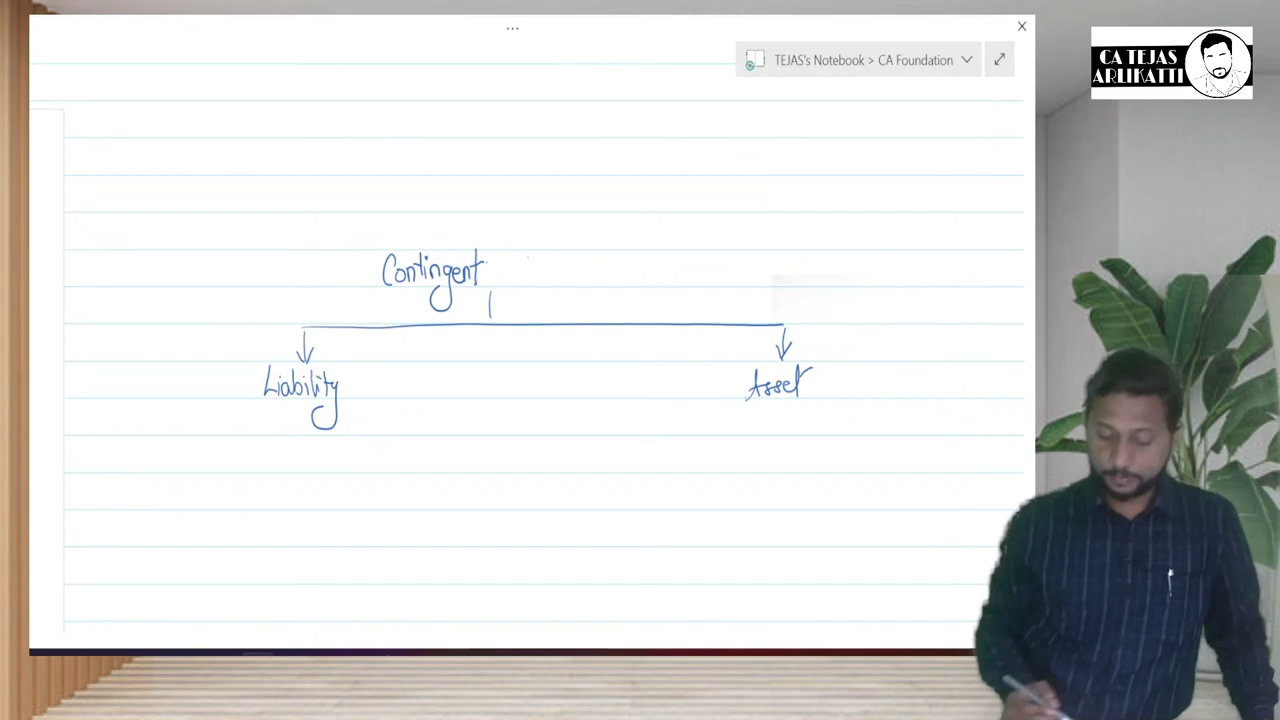 ...
X
TEJAS's Notebook > CA Foundation
CA TEJAS
ARLIKATTI
Contingent
Liability
Asset